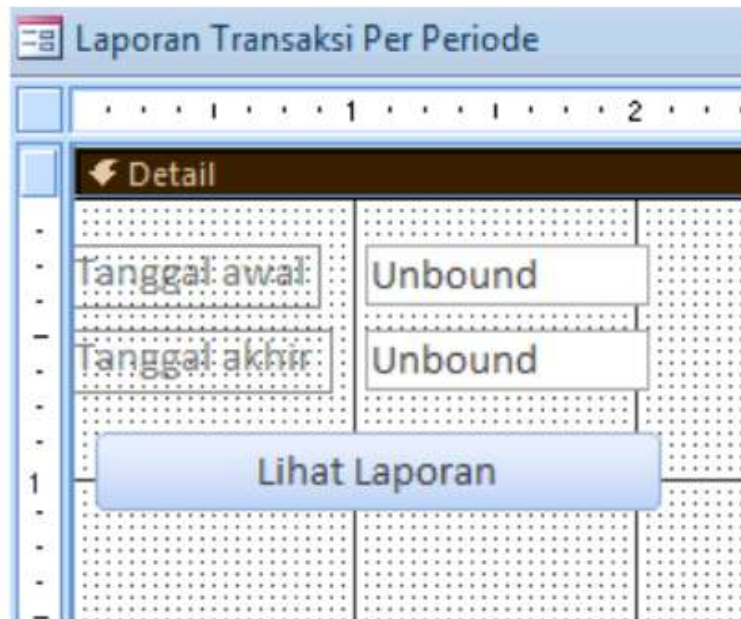 Laporan Transaksi Per Periode
1 2
Detail
Tanggal awal Unbound
Tanggal akhir Unbound
Lihat Laporan
1